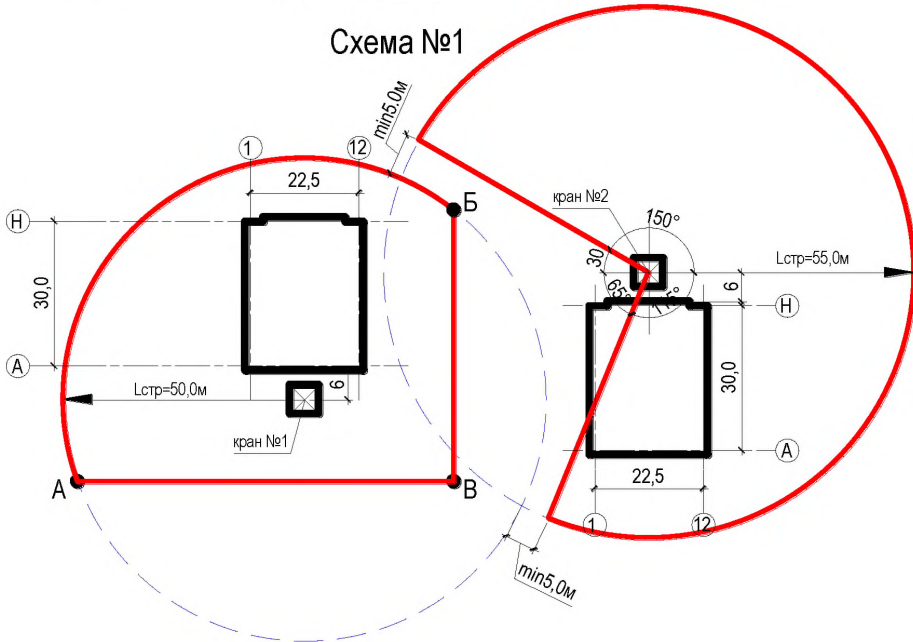 Схема №1
min5.0м
1
12
22,5
Н
30,0
А
Lстр=50,0м
6
кран №1
А
Б
В
кран №2
150°
30
65°
115°
Lстр=55,0м
6
Н
30,0
А
22,5
1
12
min5,0м